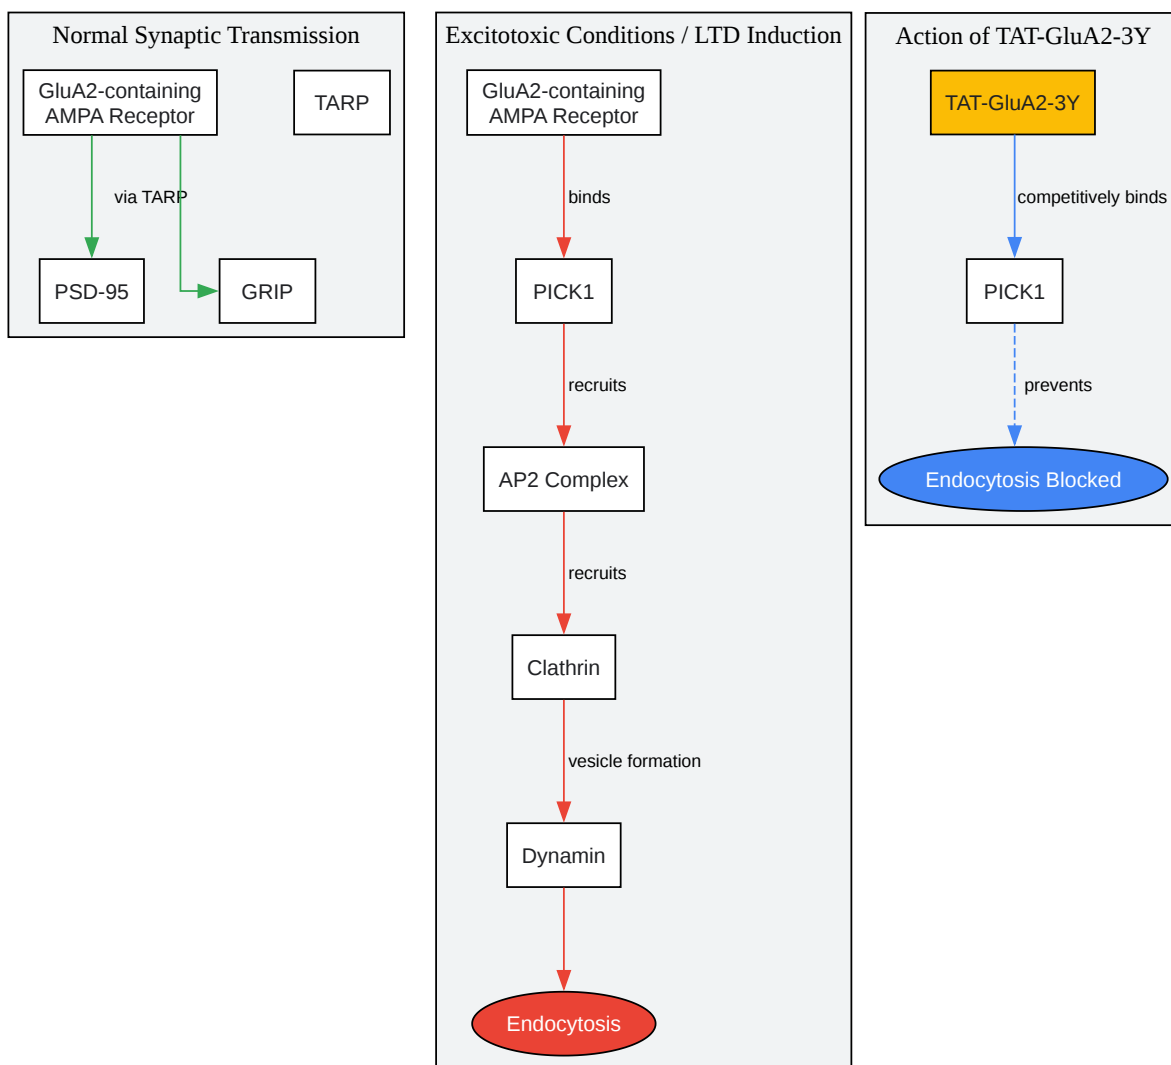 Normal Synaptic Transmission
GluA2-containing
AMPA Receptor
TARP
via TARP
PSD-95
GRIP
Excitotoxic Conditions / LTD Induction
GluA2-containing
AMPA Receptor
binds
PICK1
recruits
AP2 Complex
recruits
Clathrin
vesicle formation
Dynamin
Endocytosis
Action of TAT-GluA2-3Y
TAT-GluA2-3Y
competitively binds
PICK1
prevents
Endocytosis Blocked